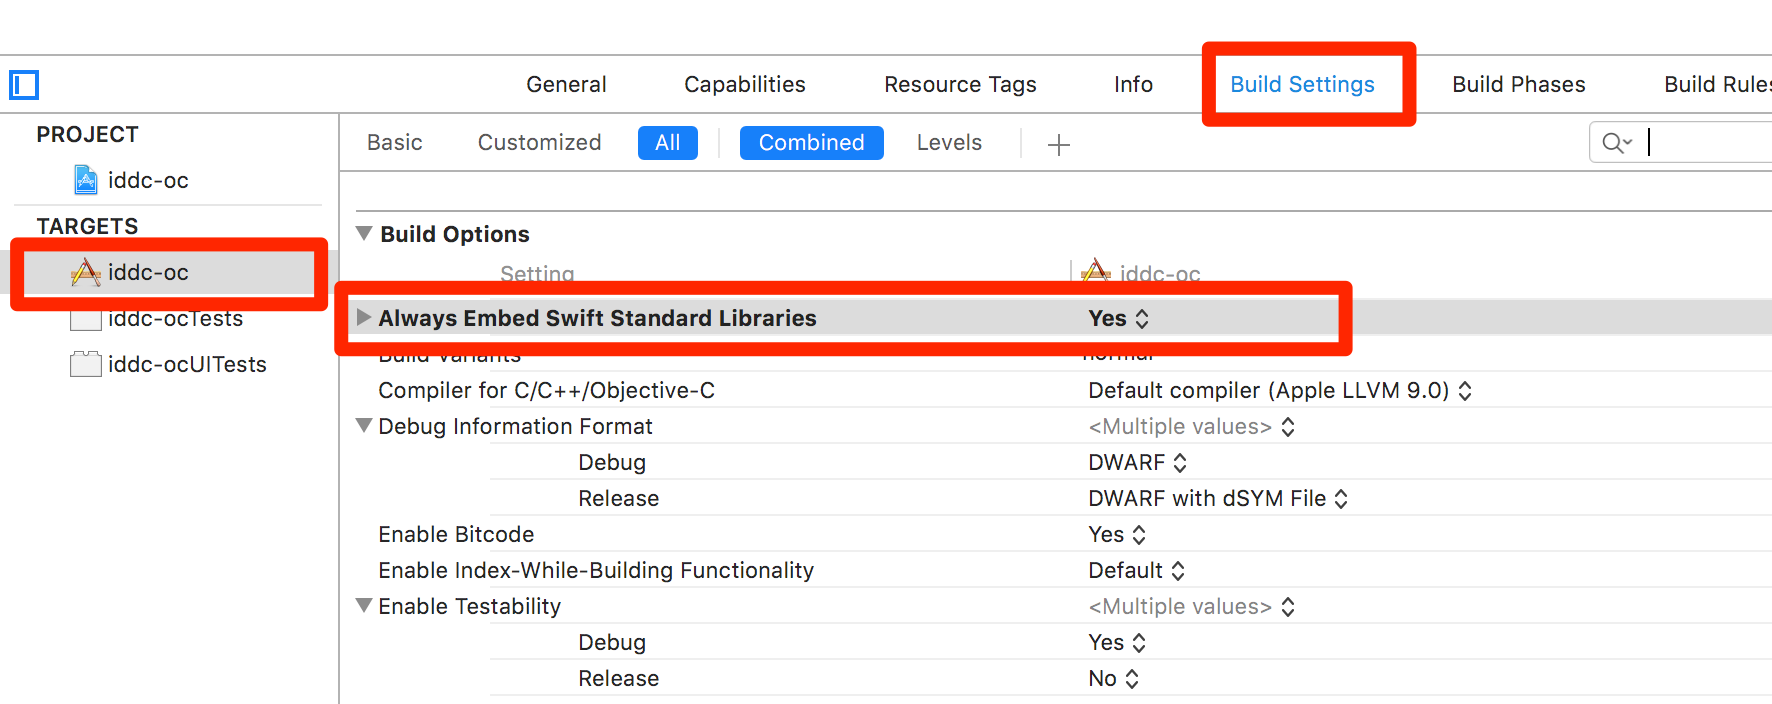 General Capabilities Resource Tags Info Build Settings Build Phases Build Rules
PROJECT
iddc-oc
TARGETS
iddc-oc
iddc-ocTests
iddc-ocUITests
Basic Customized All Combined Levels
Build Options
Setting iddc-oc
Always Embed Swift Standard Libraries Yes
Build Variants normal
Compiler for C/C++/Objective-C Default compiler (Apple LLVM 9.0)
Debug Information Format <Multiple values>
Debug DWARF
Release DWARF with dSYM File
Enable Bitcode Yes
Enable Index-While-Building Functionality Default
Enable Testability <Multiple values>
Debug Yes
Release No